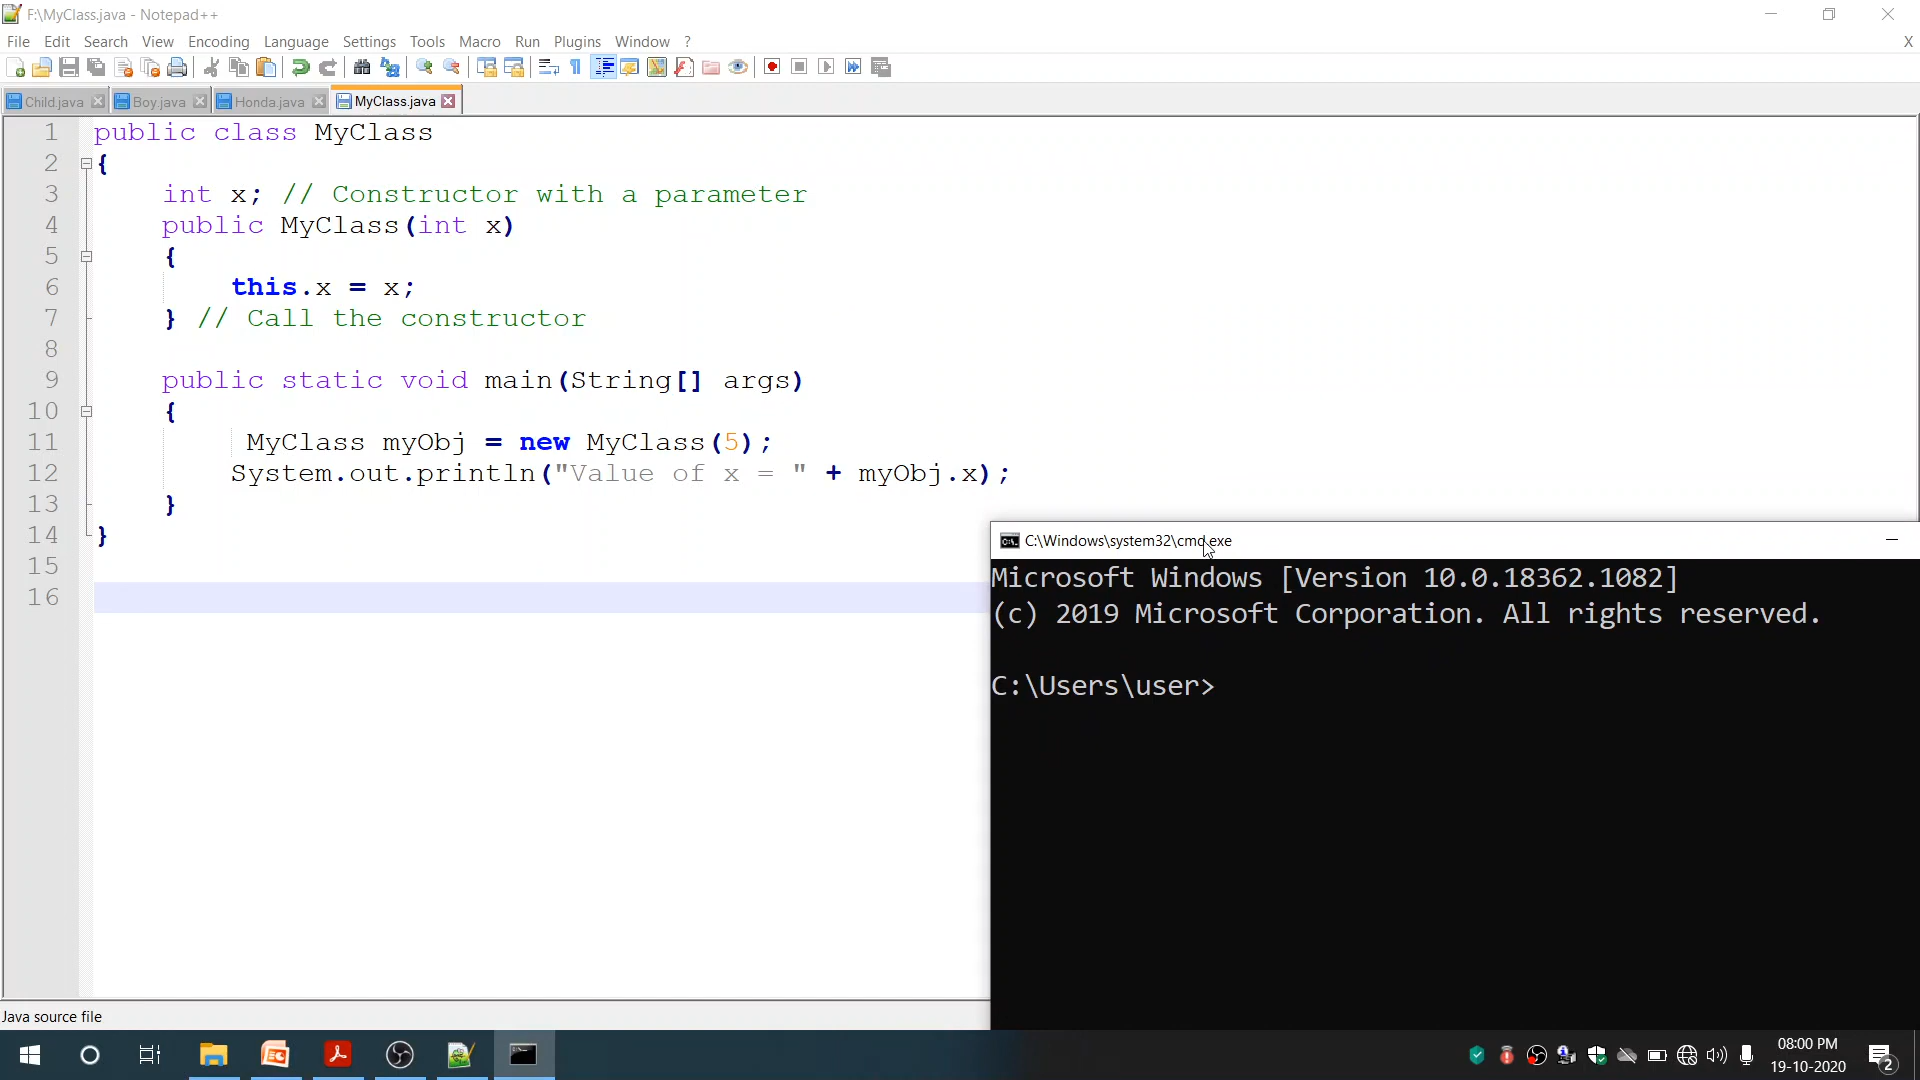 F:\MyClass.java - Notepad++
File Edit Search View Encoding Language Settings Tools Macro Run Plugins Window ? X
Child.java Boy.java Honda.java MyClass.java
1 public class MyClass
2 {
3 int x; // Constructor with a parameter
4 public MyClass(int x)
5 {
6 this.x = x;
7 } // Call the constructor
8
9 public static void main(String[] args)
10 {
11 MyClass myObj = new MyClass(5);
12 System.out.println("Value of x = " + myObj.x);
13 }
14 }
15
16
C:\Windows\system32\cmd.exe
Microsoft Windows [Version 10.0.18362.1082]
(c) 2019 Microsoft Corporation. All rights reserved.
C:\Users\user>
Java source file
08:00 PM
19-10-2020
2